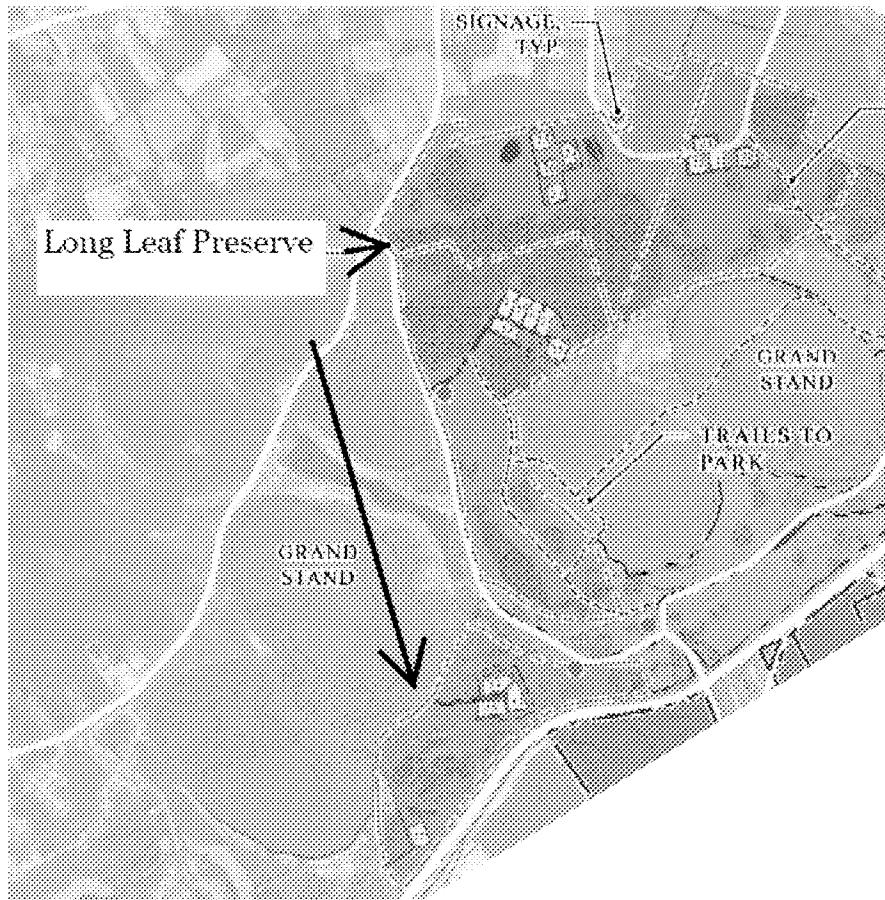 SIGNAGE,
TYP
Long Leaf Preserve
GRAND
STAND
TRAILS TO
PARK
GRAND
STAND